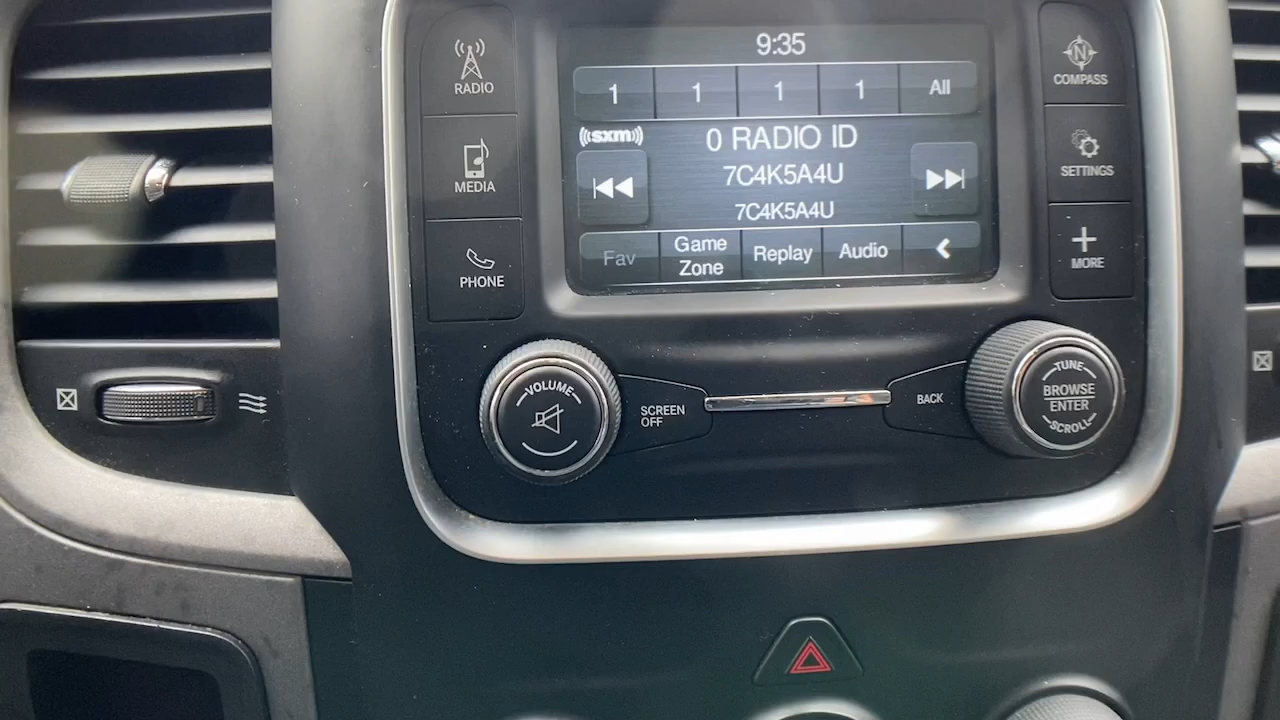 9:35
1 1 1 1 All
((sxm)) 0 RADIO ID
7C4K5A4U
7C4K5A4U
Fav Game Zone Replay Audio
RADIO
MEDIA
PHONE
N
COMPASS
SETTINGS
MORE
VOLUME
SCREEN
OFF
BACK
TUNE
BROWSE
ENTER
SCROLL